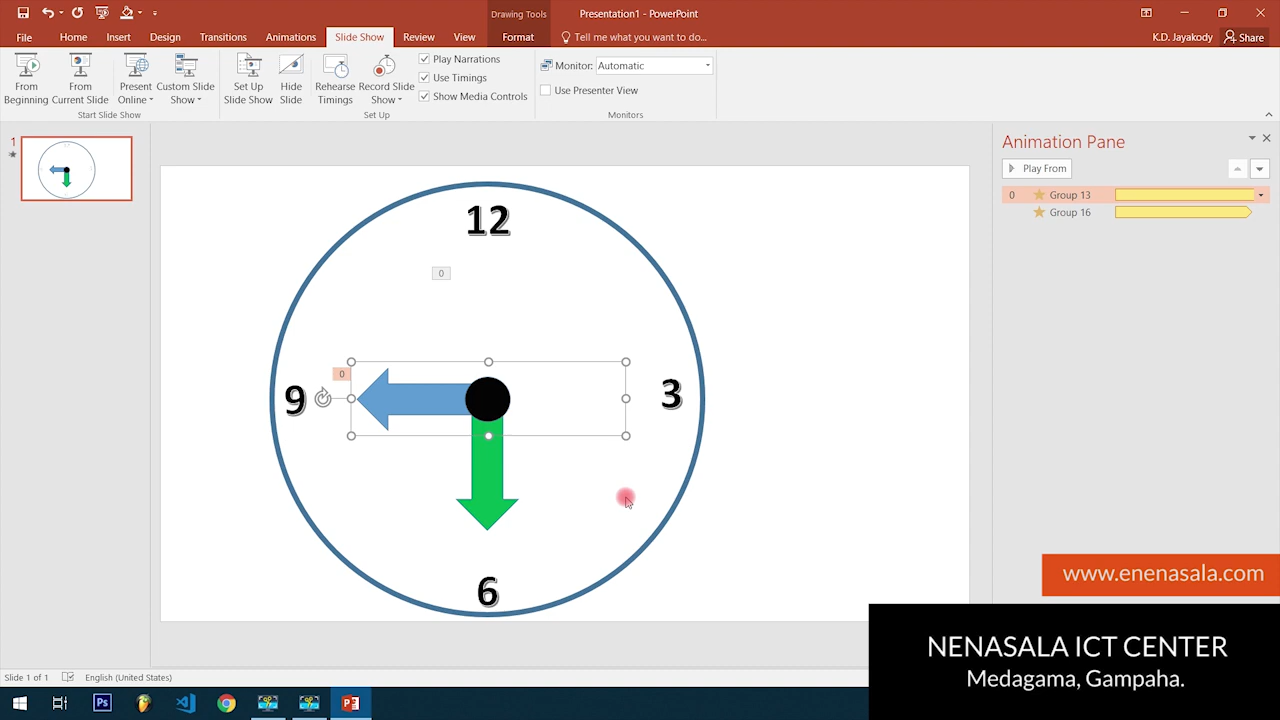 Drawing Tools
Presentation1 - PowerPoint
File
Home
Insert
Design
Transitions
Animations
Slide Show
Review
View
Format
Tell me what you want to do...
K.D. Jayakody
Share
From Beginning
From Current Slide
Present Online
Custom Slide Show
Start Slide Show
Set Up Slide Show
Hide Slide
Rehearse Timings
Record Slide Show
Play Narrations
Use Timings
Show Media Controls
Set Up
Monitor: Automatic
Use Presenter View
Monitors
1
12
0
0
9
3
6
Animation Pane
Play From
0 Group 13
Group 16
www.enenasala.com
NENASALA ICT CENTER
Medagama, Gampaha.
Slide 1 of 1
English (United States)
Ps